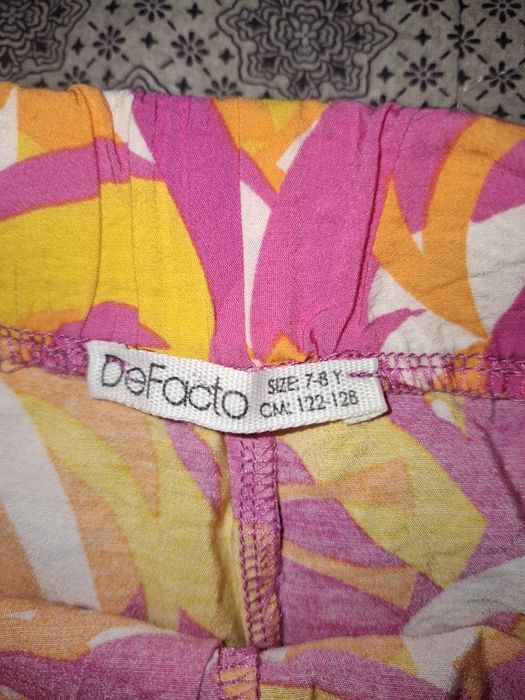 DeFacto
SIZE: 7-8 Y
CM: 122-128